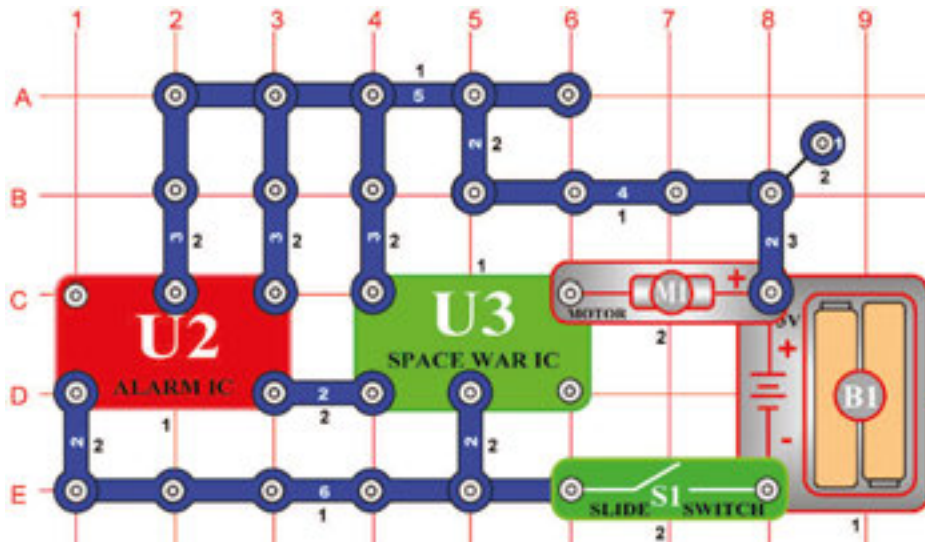 1 2 3 4 5 6 7 8 9
1
A 5
2 2 1
2
B 4
3 2 3 2 3 2 1 2 3
1
C M1 +
U2 U3 MOTOR 3V
SPACE WAR IC 2 +
D ALARM IC 2 B1
1 2
2 2 2 2 -
E 6 S1
1 SLIDE SWITCH
2 1